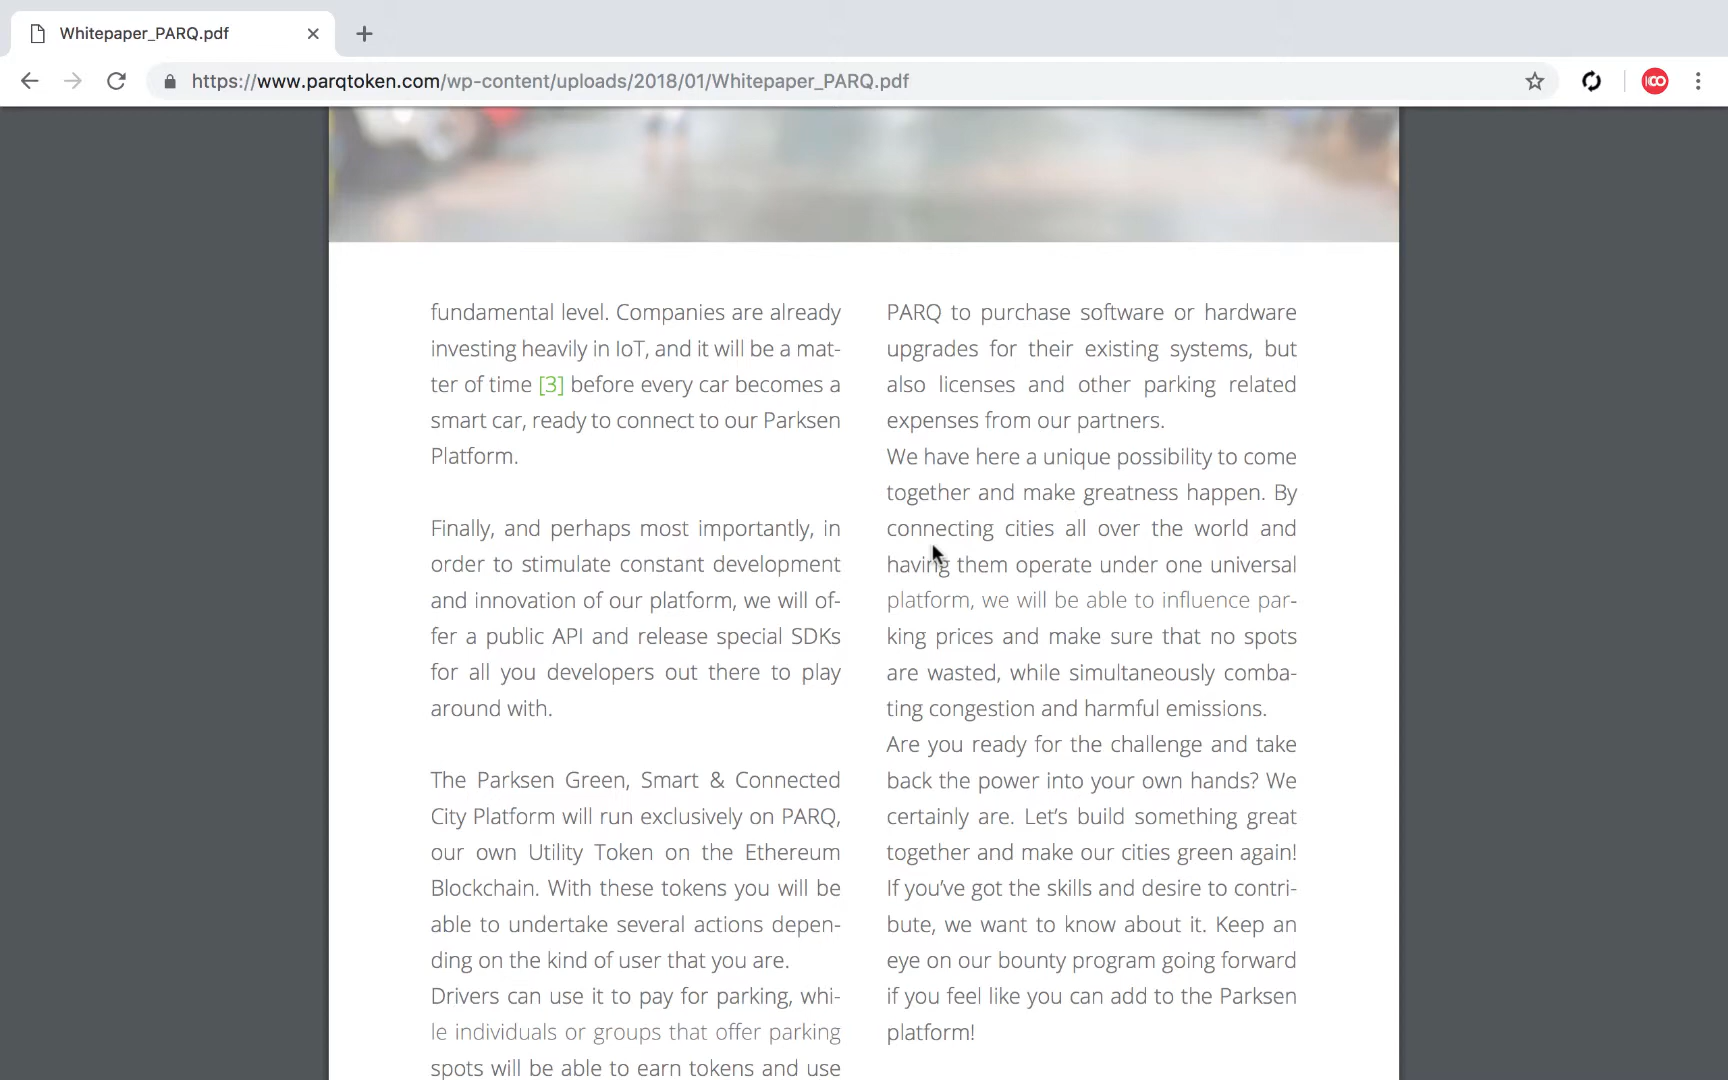 Whitepaper_PARQ.pdf
https://www.parqtoken.com/wp-content/uploads/2018/01/Whitepaper_PARQ.pdf
fundamental level. Companies are already
investing heavily in IoT, and it will be a mat-
ter of time [3] before every car becomes a
smart car, ready to connect to our Parksen
Platform.
Finally, and perhaps most importantly, in
order to stimulate constant development
and innovation of our platform, we will of-
fer a public API and release special SDKs
for all you developers out there to play
around with.
The Parksen Green, Smart & Connected
City Platform will run exclusively on PARQ,
our own Utility Token on the Ethereum
Blockchain. With these tokens you will be
able to undertake several actions depen-
ding on the kind of user that you are.
Drivers can use it to pay for parking, whi-
le individuals or groups that offer parking
spots will be able to earn tokens and use
PARQ to purchase software or hardware
upgrades for their existing systems, but
also licenses and other parking related
expenses from our partners.
We have here a unique possibility to come
together and make greatness happen. By
connecting cities all over the world and
having them operate under one universal
platform, we will be able to influence par-
king prices and make sure that no spots
are wasted, while simultaneously comba-
ting congestion and harmful emissions.
Are you ready for the challenge and take
back the power into your own hands? We
certainly are. Let's build something great
together and make our cities green again!
If you've got the skills and desire to contri-
bute, we want to know about it. Keep an
eye on our bounty program going forward
if you feel like you can add to the Parksen
platform!